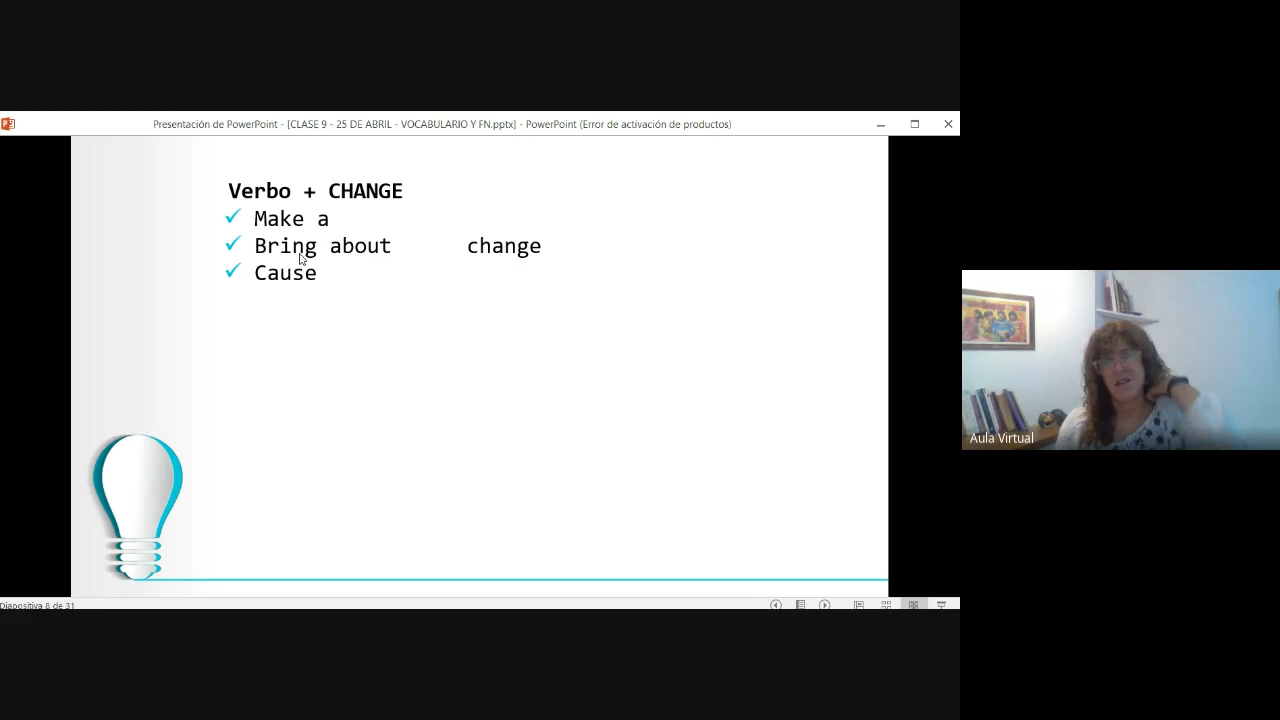 Presentación de PowerPoint - [CLASE 9 - 25 DE ABRIL - VOCABULARIO Y FN.pptx] - PowerPoint (Error de activación de productos)
Verbo + CHANGE
✓ Make a
✓ Bring about change
✓ Cause
Diapositiva 8 de 31
Aula Virtual